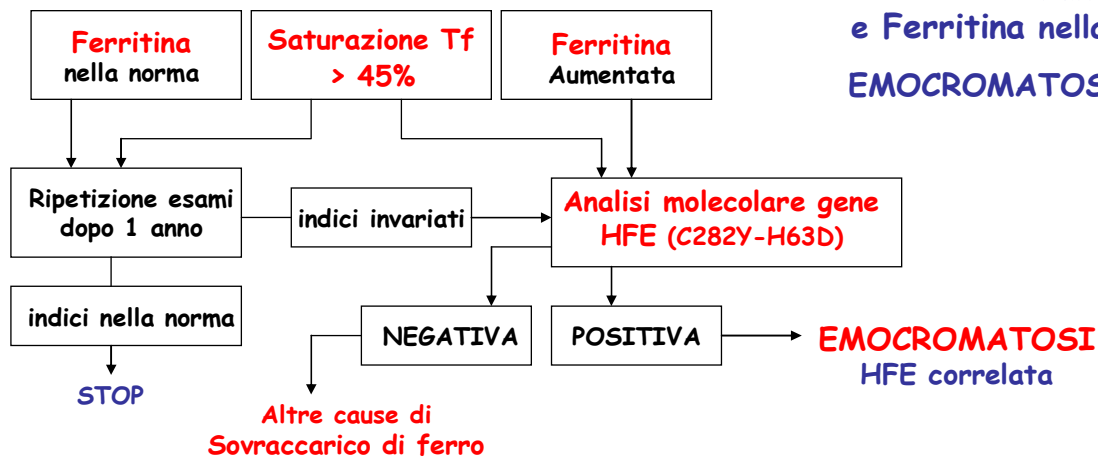 Ferritina
nella norma
Saturazione Tf
> 45%
Ferritina
Aumentata
e Ferritina nella
EMOCROMATOS
Ripetizione esami
dopo 1 anno
indici invariati
Analisi molecolare gene
HFE (C282Y-H63D)
indici nella norma
NEGATIVA
POSITIVA
EMOCROMATOSI
HFE correlata
STOP
Altre cause di
Sovraccarico di ferro